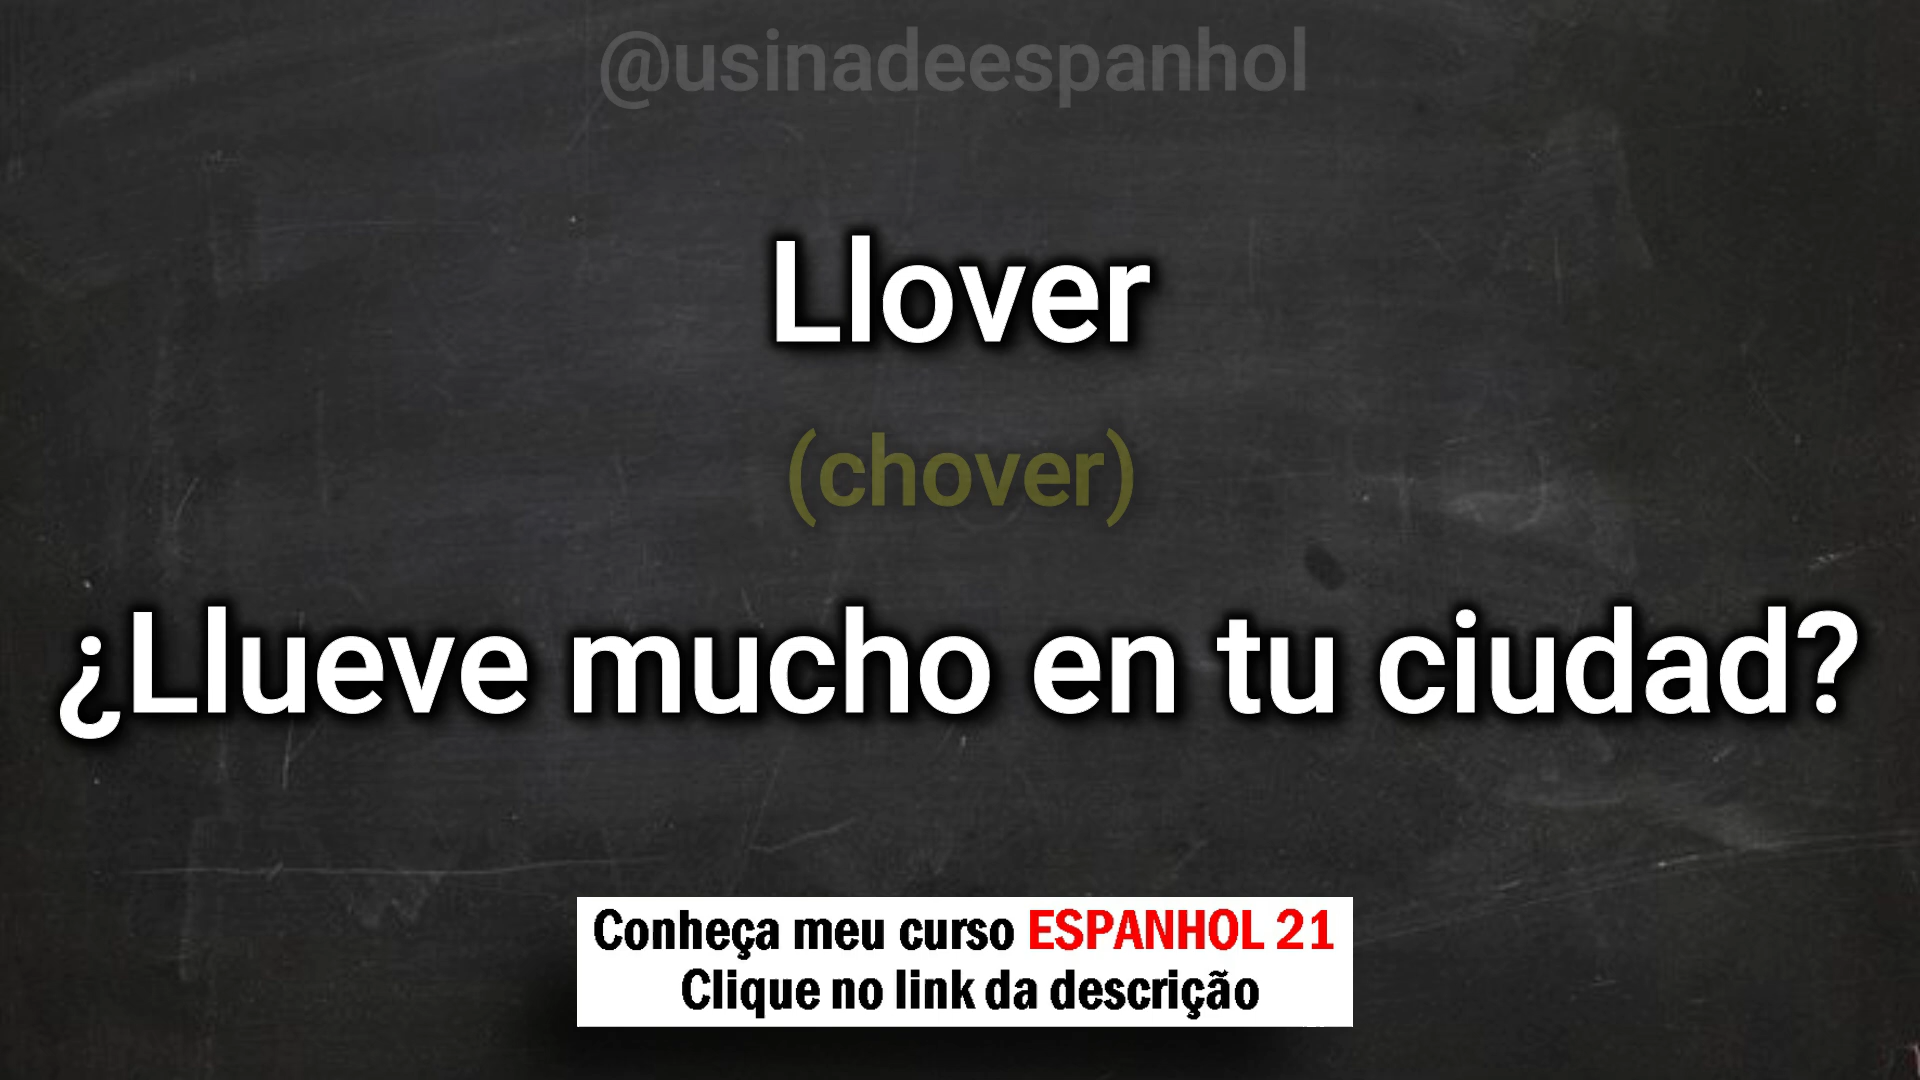 @usinadeespanhol
Llover
(chover)
¿Llueve mucho en tu ciudad?
Conheça meu curso ESPANHOL 21
Clique no link da descrição